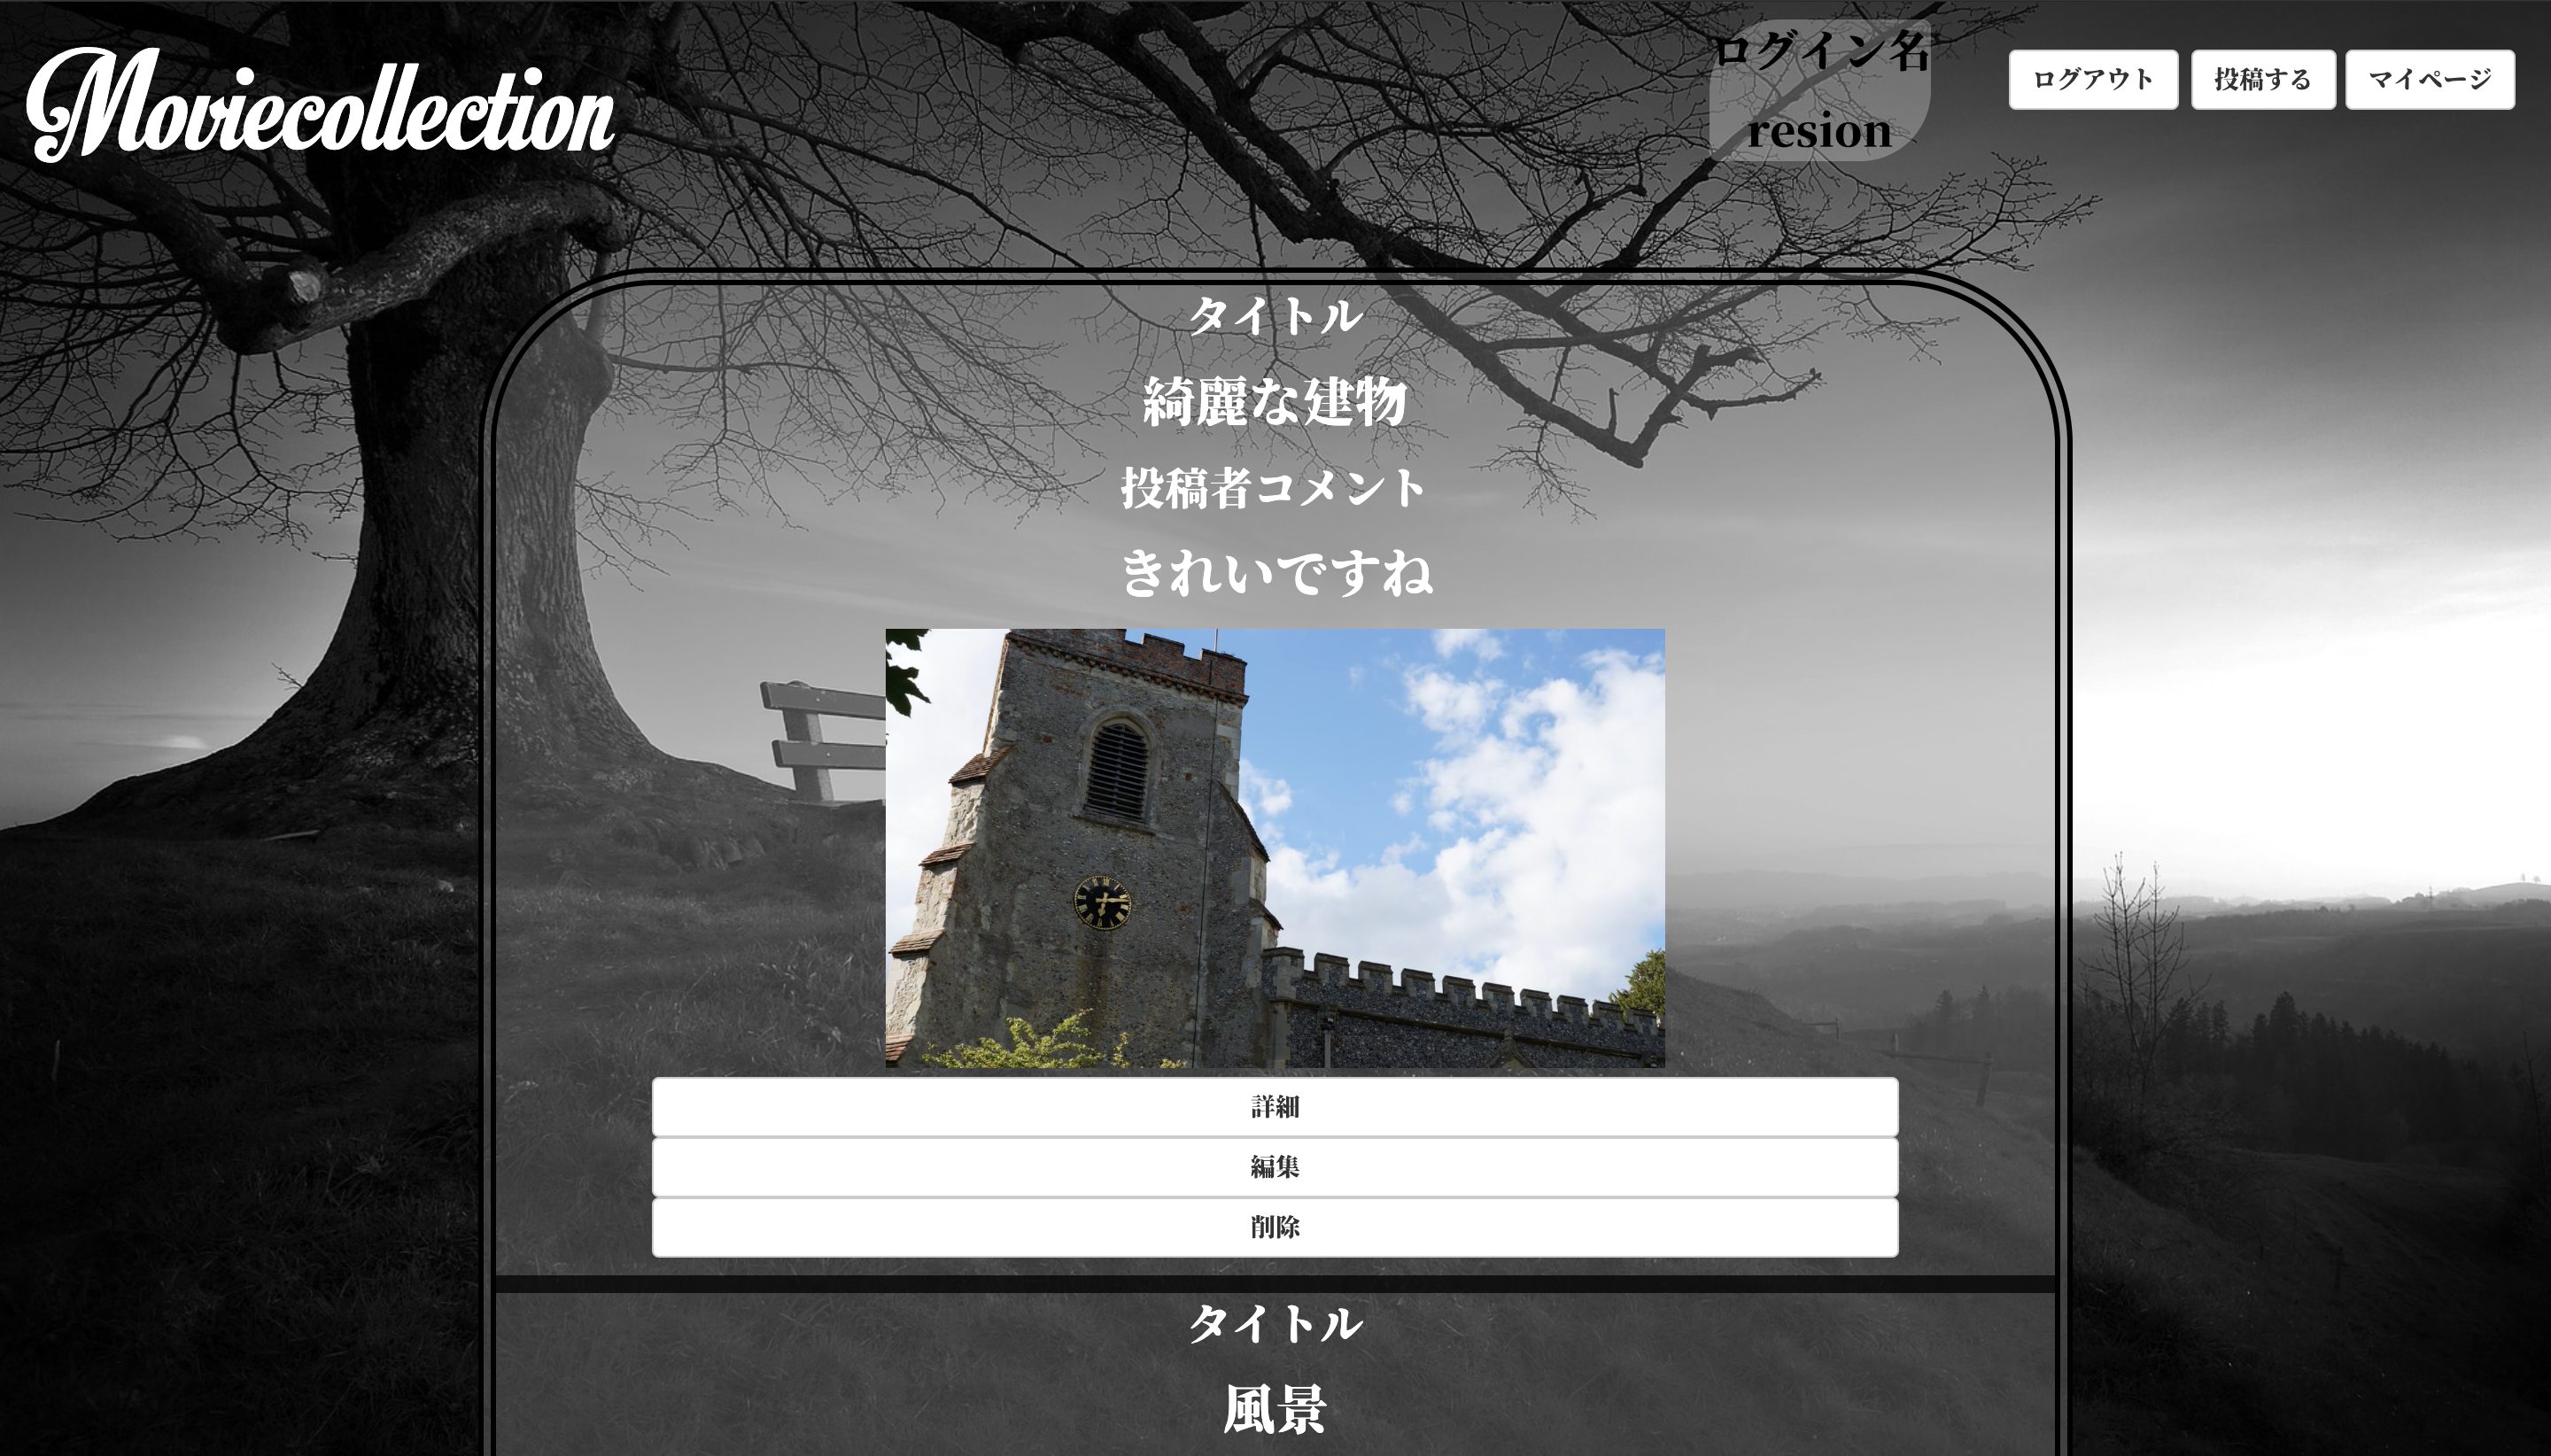 Moviecollection
ログイン名
resion
ログアウト
投稿する
マイページ
タイトル
綺麗な建物
投稿者コメント
きれいですね
詳細
編集
削除
タイトル
風景